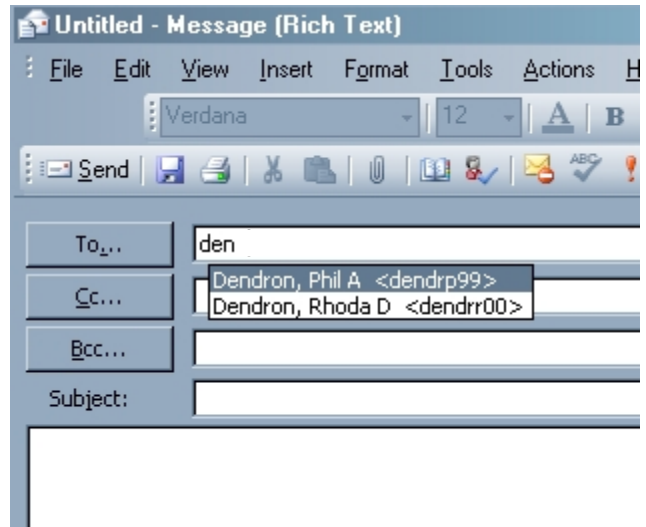 Untitled - Message (Rich Text)
File Edit View Insert Format Tools Actions H
Verdana 12 A B
Send ABC
To... den
Dendron, Phil A <dendrp99>
Cc...
Dendron, Rhoda D <dendrr00>
Bcc...
Subject: